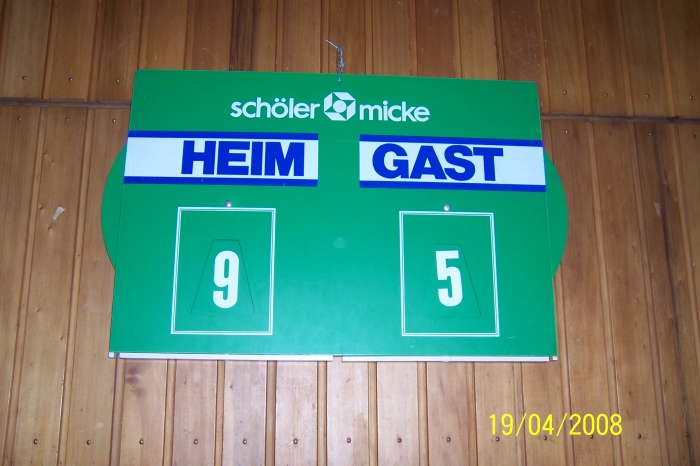 schöler micke
HEIM GAST
9 5
19/04/2008